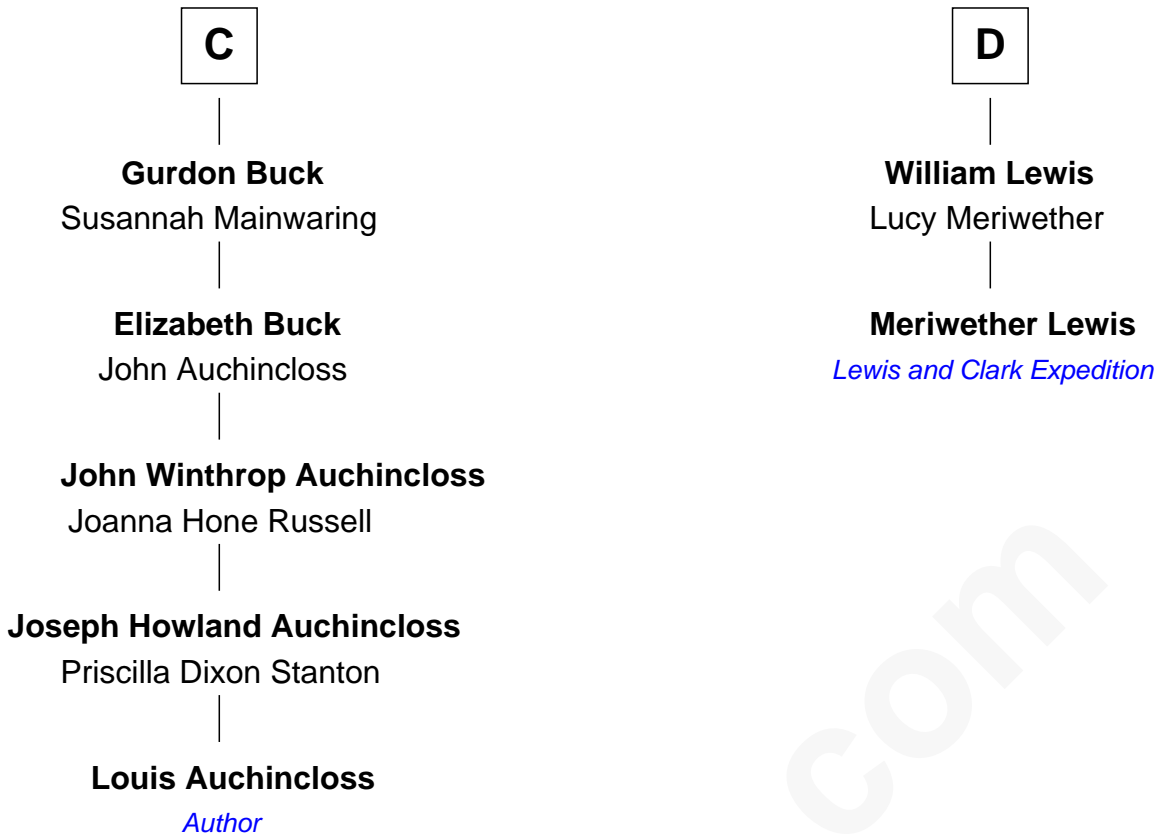 C
Gurdon Buck
Susannah Mainwaring
Elizabeth Buck
John Auchincloss
John Winthrop Auchincloss
Joanna Hone Russell
Joseph Howland Auchincloss
Priscilla Dixon Stanton
Louis Auchincloss
Author
D
William Lewis
Lucy Meriwether
Meriwether Lewis
Lewis and Clark Expedition
com